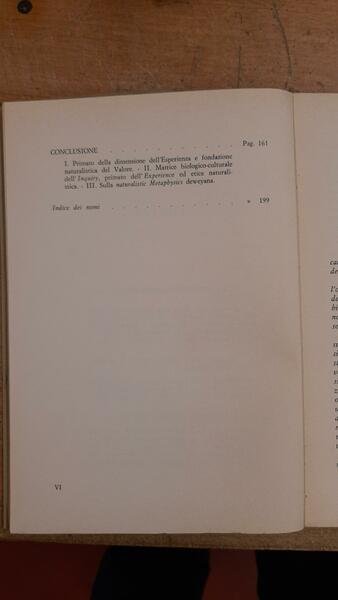 CONCLUSIONE . . . . . . . . . . . Pag. 161
I. Primato della dimensione dell'Esperienza e fondazione
naturalistica del Valore. - II. Matrice biologico-culturale
dell'Inquiry, primato dell'Experience ed etica naturali-
stica. - III. Sulla naturalistic Metaphysics deweyana.
Indice dei nomi . . . . . . . . . . . » 199
VI